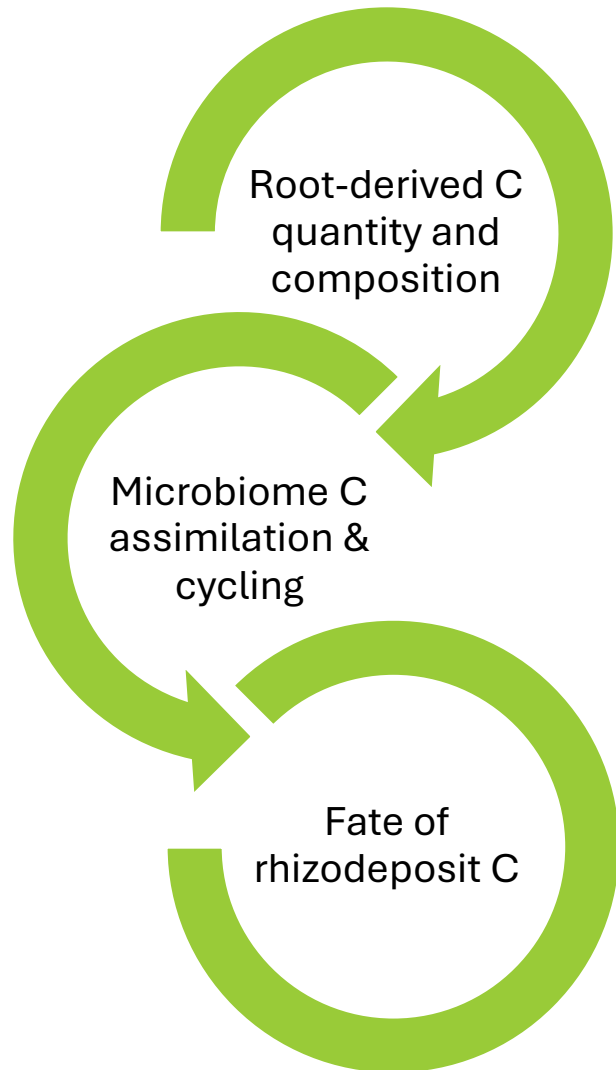 Root-derived C
quantity and
composition
Microbiome C
assimilation &
cycling
Fate of
rhizodeposit C